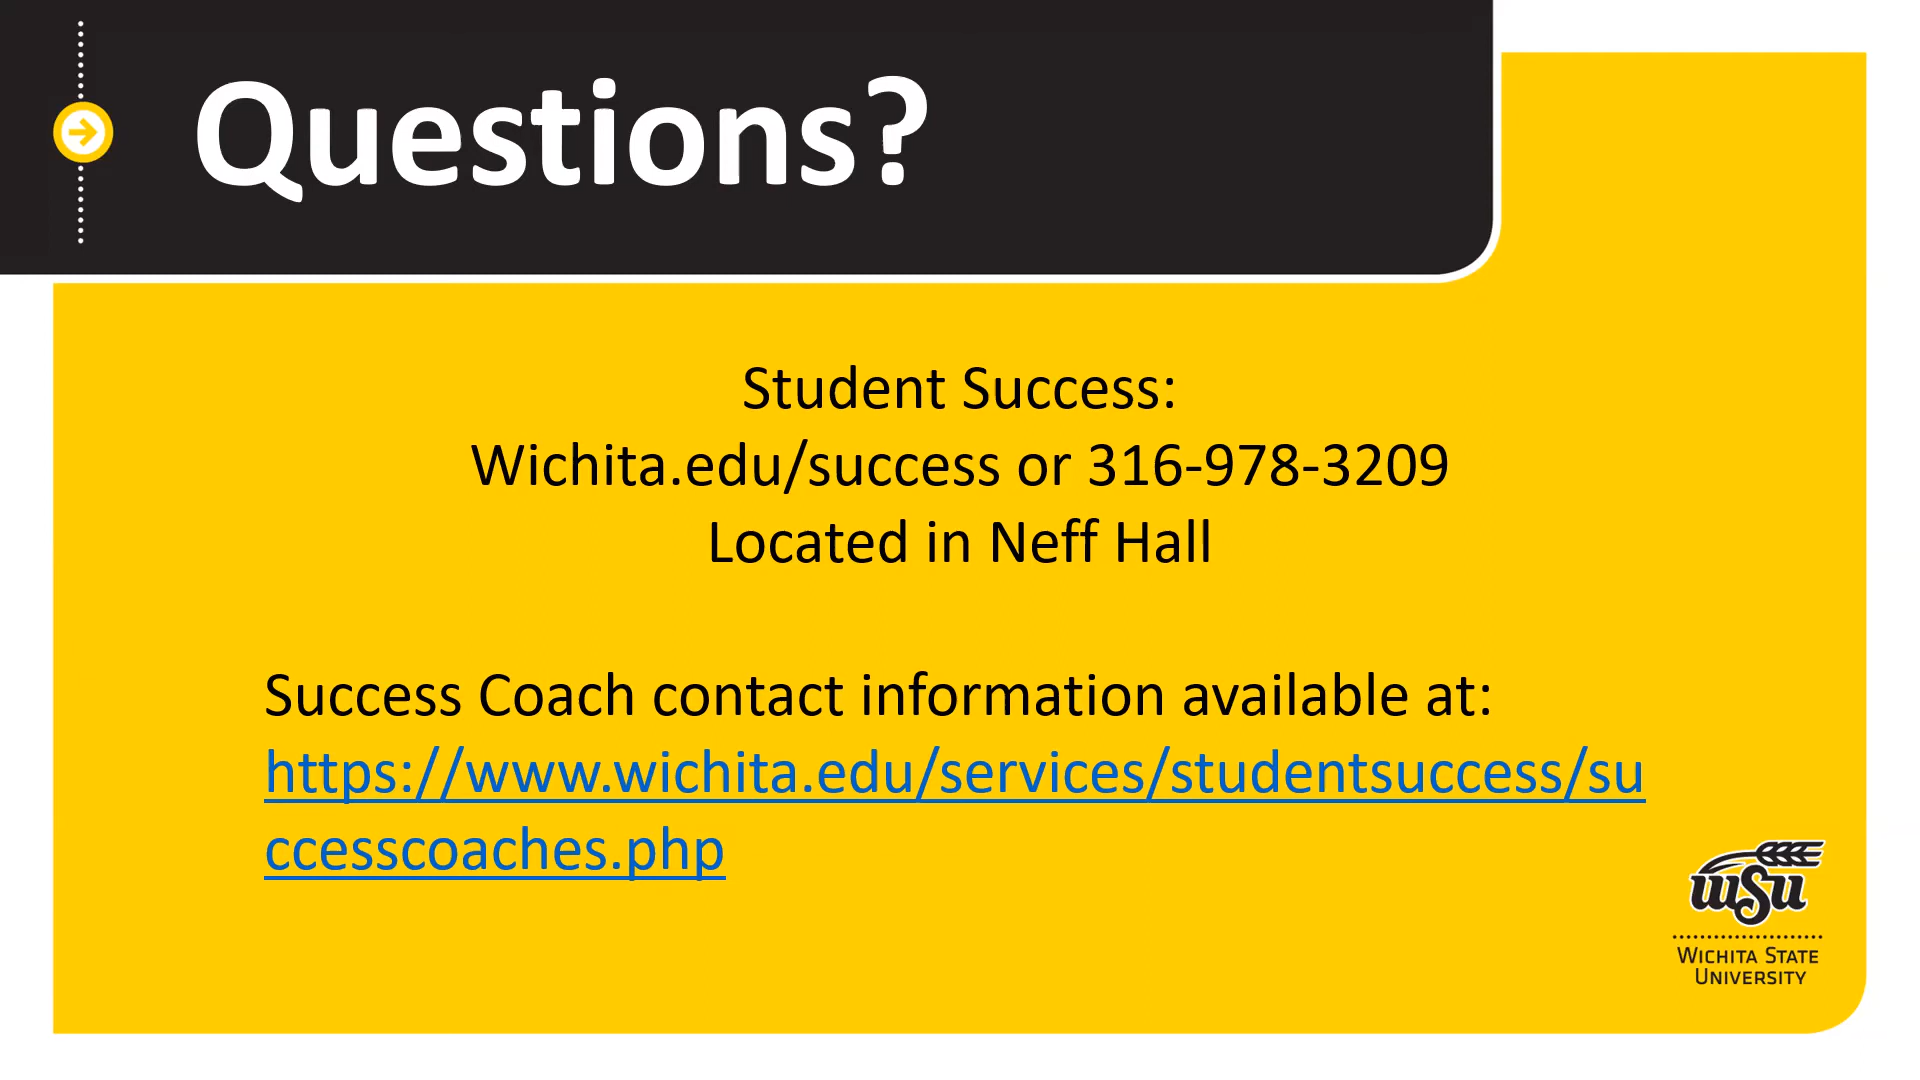 Questions?
Student Success:
Wichita.edu/success or 316-978-3209
Located in Neff Hall
Success Coach contact information available at:
https://www.wichita.edu/services/studentsuccess/su
ccesscoaches.php
wsu
WICHITA STATE
UNIVERSITY